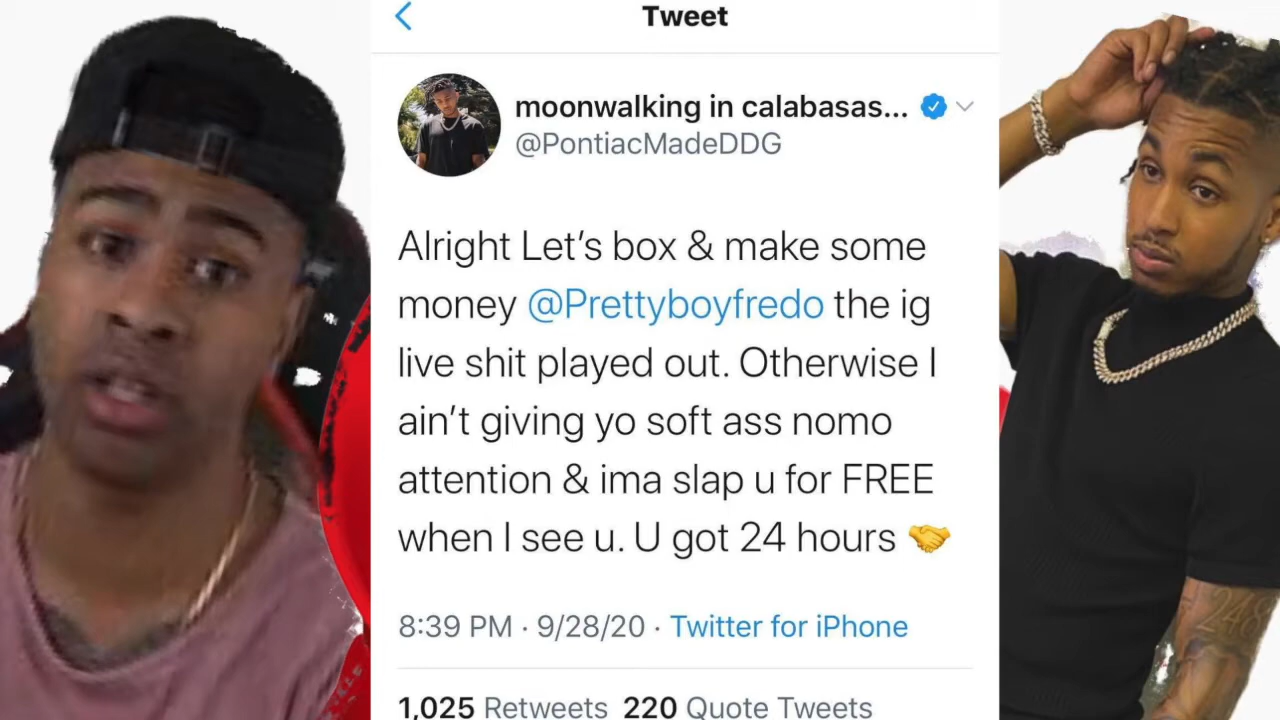 Tweet
moonwalking in calabasas...
@PontiacMadeDDG
Alright Let's box & make some
money @Prettyboyfredo the ig
live shit played out. Otherwise I
ain't giving yo soft ass nomo
attention & ima slap u for FREE
when I see u. U got 24 hours 🤝
8:39 PM · 9/28/20 · Twitter for iPhone
1,025 Retweets 220 Quote Tweets
248